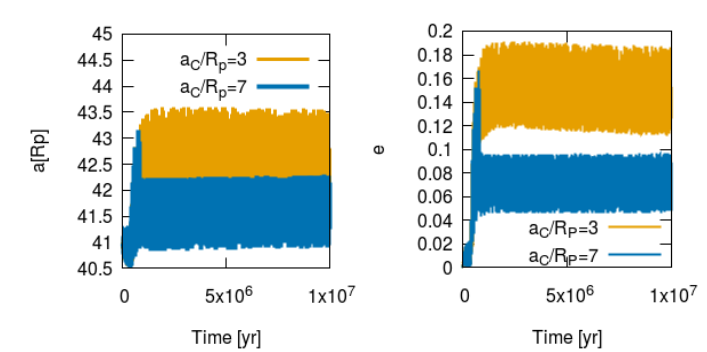 45
44.5
44
43.5
43
42.5
42
41.5
41
40.5
a[Rp]
a_C/R_p=3
a_C/R_p=7
0
5x10^6
1x10^7
Time [yr]
0.2
0.18
0.16
0.14
0.12
0.1
0.08
0.06
0.04
0.02
0
e
a_C/R_P=3
a_C/R_P=7
0
5x10^6
1x10^7
Time [yr]